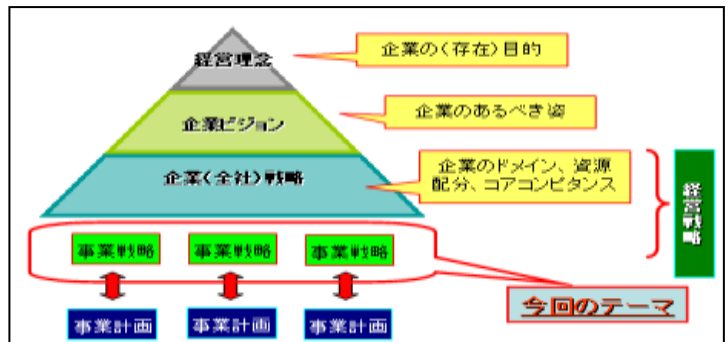 経営理念
企業の(存在)目的
企業ビジョン
企業のあるべき姿
企業(全社)戦略
企業のドメイン、資源
配分、コアコンピタンス
経営戦略
事業戦略 事業戦略 事業戦略
今回のテーマ
事業計画 事業計画 事業計画